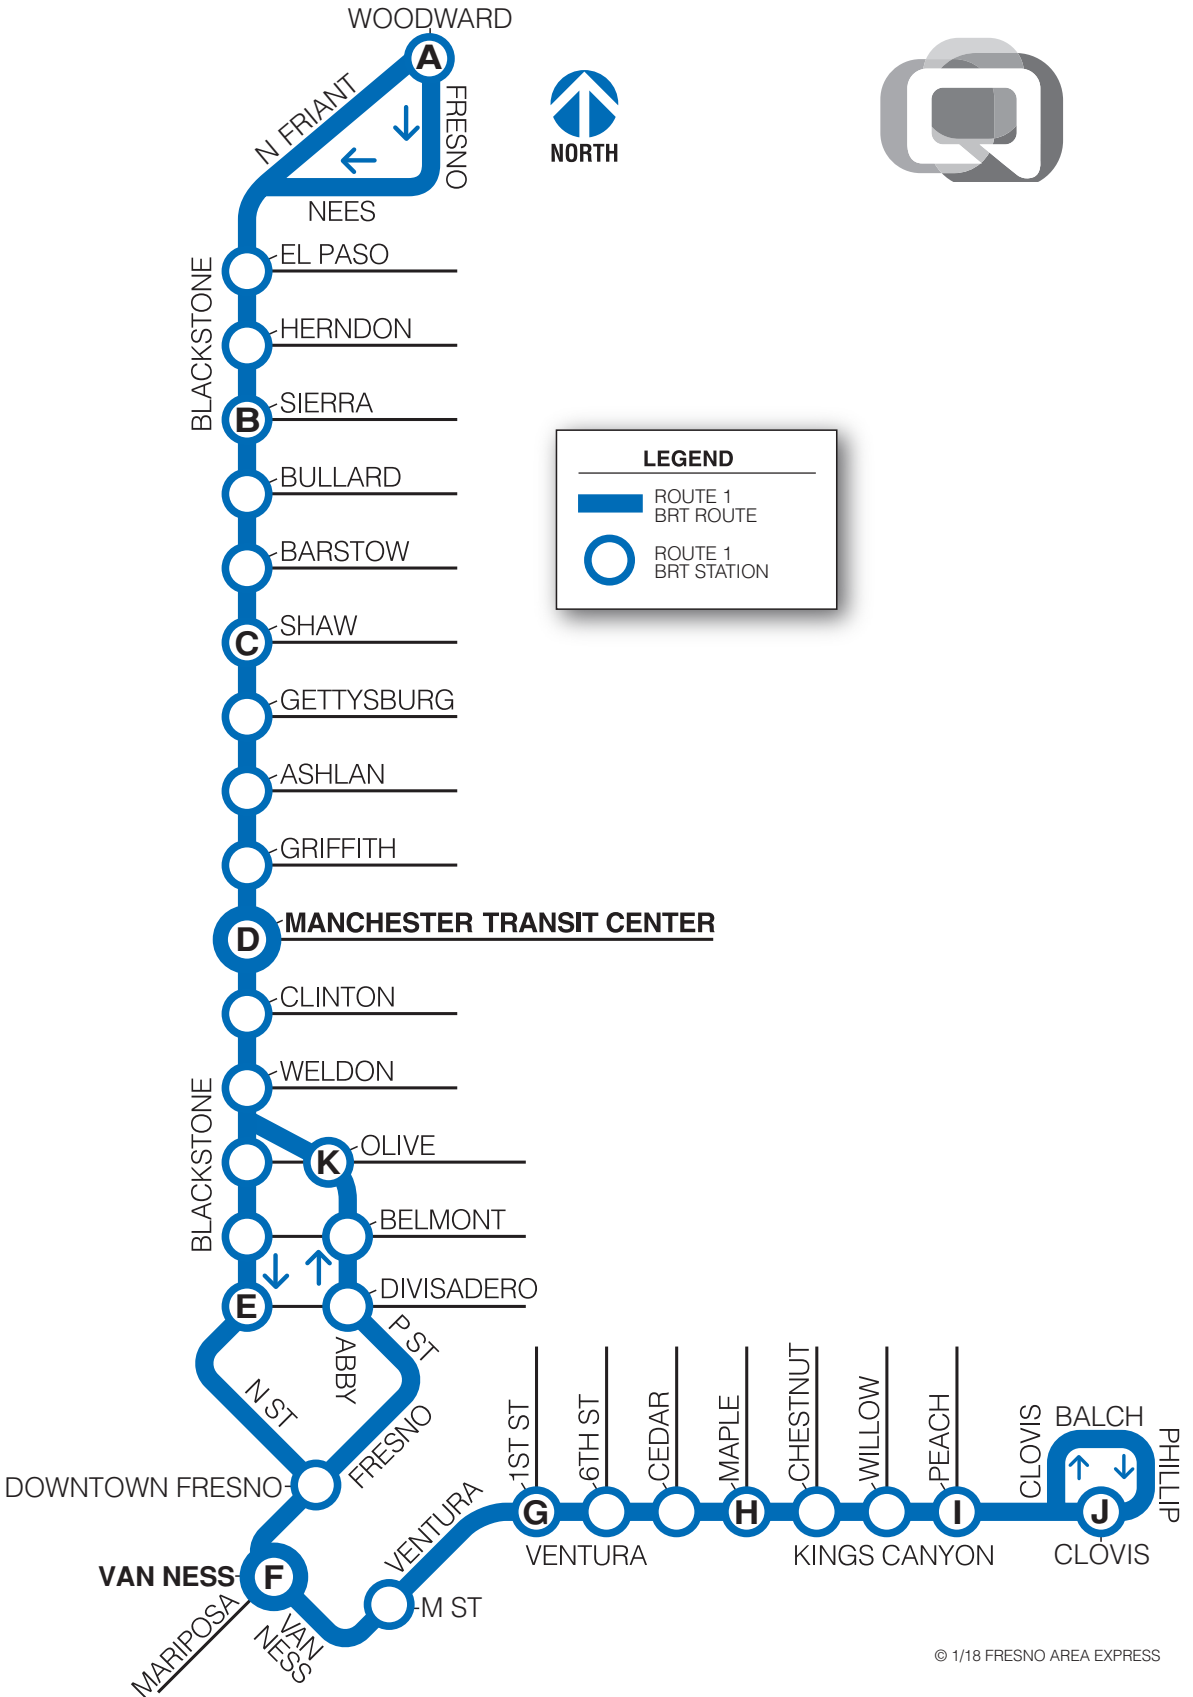 WOODWARD
A
N FRIANT
FRESNO
NORTH
NEES
BLACKSTONE
EL PASO
HERNDON
B
SIERRA
BULLARD
BARSTOW
C
SHAW
GETTYSBURG
ASHLAN
GRIFFITH
LEGEND
ROUTE 1
BRT ROUTE
ROUTE 1
BRT STATION
D
MANCHESTER TRANSIT CENTER
CLINTON
WELDON
BLACKSTONE
K
OLIVE
BELMONT
E
DIVISADERO
P ST
ABBY
N ST
FRESNO
DOWNTOWN FRESNO
VAN NESS
F
MARIPOSA
VAN
NESS
M ST
VENTURA
1ST ST
6TH ST
CEDAR
MAPLE
CHESTNUT
WILLOW
PEACH
G
H
I
J
VENTURA
KINGS CANYON
CLOVIS
BALCH
PHILLIP
CLOVIS
© 1/18 FRESNO AREA EXPRESS